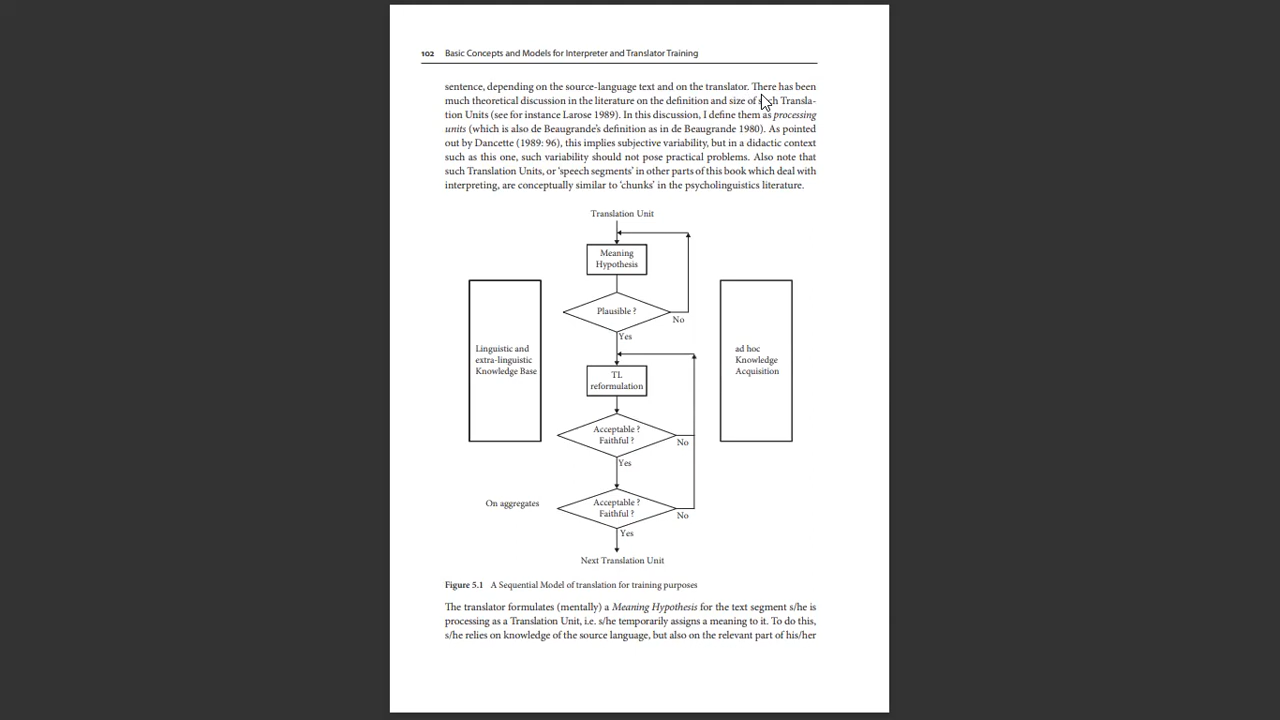 102 Basic Concepts and Models for Interpreter and Translator Training
sentence, depending on the source-language text and on the translator. There has been
much theoretical discussion in the literature on the definition and size of such Transla-
tion Units (see for instance Larose 1989). In this discussion, I define them as processing
units (which is also de Beaugrande's definition as in de Beaugrande 1980). As pointed
out by Dancette (1989: 96), this implies subjective variability, but in a didactic context
such as this one, such variability should not pose practical problems. Also note that
such Translation Units, or 'speech segments' in other parts of this book which deal with
interpreting, are conceptually similar to 'chunks' in the psycholinguistics literature.
Translation Unit
Meaning
Hypothesis
Plausible ?
No
Yes
Linguistic and
extra-linguistic
Knowledge Base
ad hoc
Knowledge
Acquisition
TL
reformulation
Acceptable ?
Faithful ?
No
Yes
On aggregates
Acceptable ?
Faithful ?
No
Yes
Next Translation Unit
Figure 5.1 A Sequential Model of translation for training purposes
The translator formulates (mentally) a Meaning Hypothesis for the text segment s/he is
processing as a Translation Unit, i.e. s/he temporarily assigns a meaning to it. To do this,
s/he relies on knowledge of the source language, but also on the relevant part of his/her